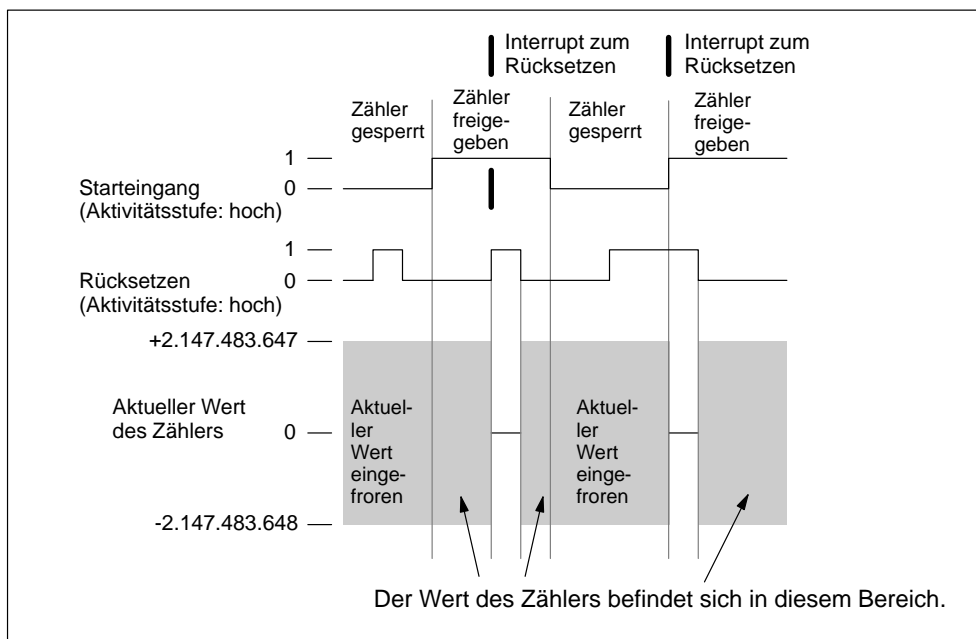 Interrupt zum
Rücksetzen
Interrupt zum
Rücksetzen
Zähler
gesperrt
Zähler
freige-
geben
Zähler
gesperrt
Zähler
freige-
geben
1
0
Starteingang
(Aktivitätsstufe: hoch)
1
0
Rücksetzen
(Aktivitätsstufe: hoch)
+2.147.483.647
Aktueller Wert
des Zählers
0
Aktuel-
ler
Wert
einge-
froren
Aktuel-
ler
Wert
einge-
froren
-2.147.483.648
Der Wert des Zählers befindet sich in diesem Bereich.